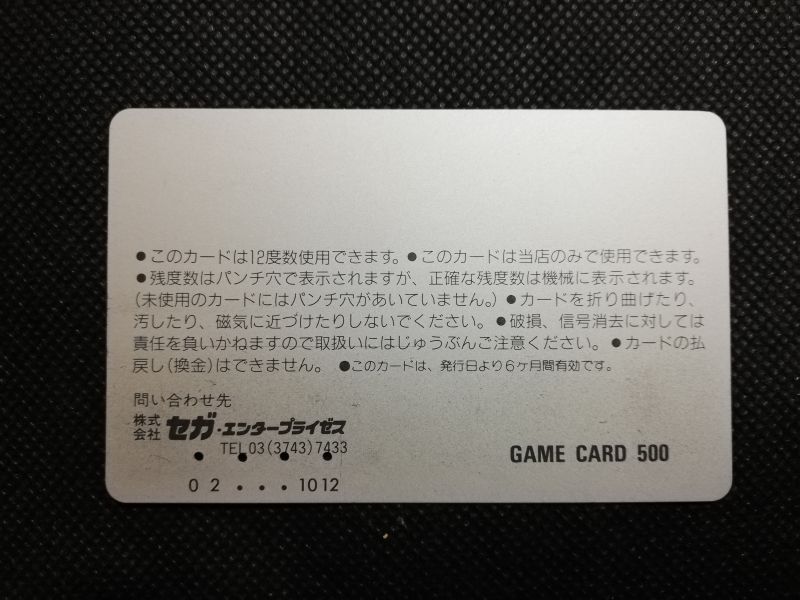 ●このカードは12度数使用できます。●このカードは当店のみで使用できます。
●残度数はパンチ穴で表示されますが、正確な残度数は機械に表示されます。
(未使用のカードにはパンチ穴があいていません。)●カードを折り曲げたり、
汚したり、磁気に近づけたりしないでください。●破損、信号消去に対しては
責任を負いかねますので取扱いにはじゅうぶんご注意ください。●カードの払
戻し(換金)はできません。 ●このカードは、発行日より6ヶ月間有効です。
問い合わせ先
株式会社 セガ・エンタープライゼス
TEL03(3743)7433
GAME CARD 500
0 2 ・・・1012